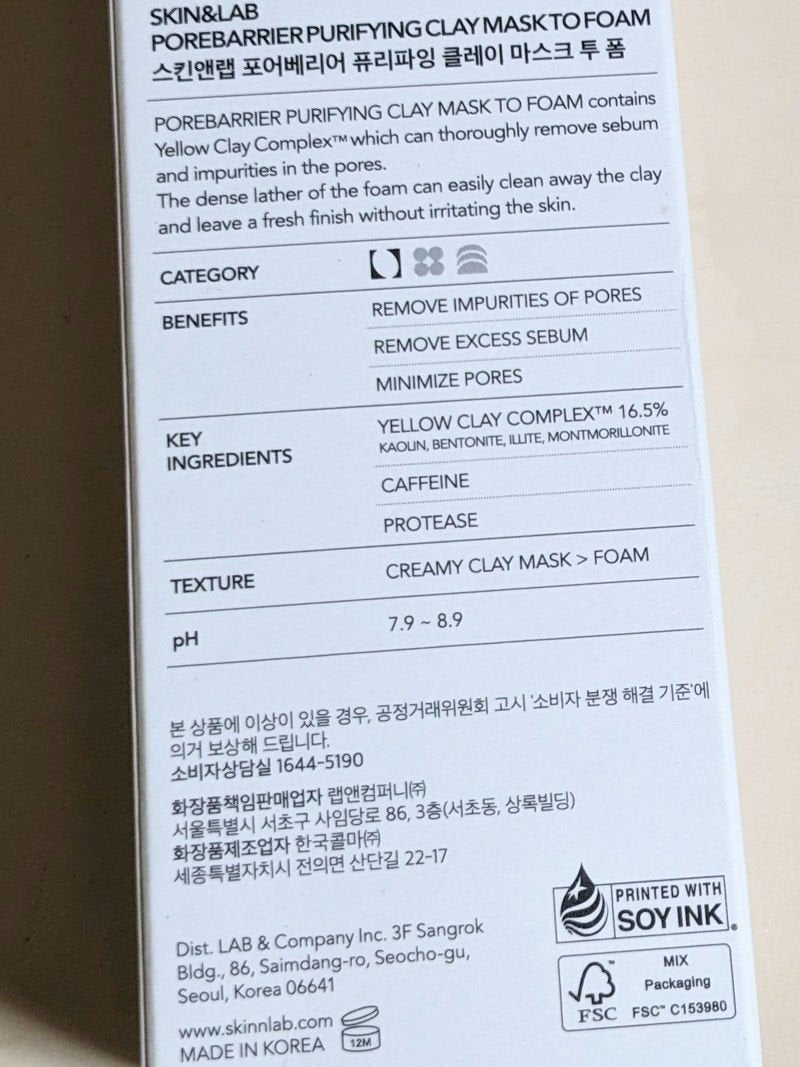 SKIN&LAB
POREBARRIER PURIFYING CLAY MASK TO FOAM
스킨앤랩 포어베리어 퓨리파잉 클레이 마스크 투 폼
POREBARRIER PURIFYING CLAY MASK TO FOAM contains
Yellow Clay Complex™ which can thoroughly remove sebum
and impurities in the pores.
The dense lather of the foam can easily clean away the clay
and leave a fresh finish without irritating the skin.
CATEGORY
BENEFITS
REMOVE IMPURITIES OF PORES
REMOVE EXCESS SEBUM
MINIMIZE PORES
KEY
INGREDIENTS
YELLOW CLAY COMPLEX™ 16.5%
KAOLIN, BENTONITE, ILLITE, MONTMORILLONITE
CAFFEINE
PROTEASE
TEXTURE
CREAMY CLAY MASK > FOAM
pH
7.9 ~ 8.9
본 상품에 이상이 있을 경우, 공정거래위원회 고시 '소비자 분쟁 해결 기준'에
의거 보상해 드립니다.
소비자상담실 1644-5190
화장품책임판매업자 랩앤컴퍼니㈜
서울특별시 서초구 사임당로 86, 3층(서초동, 상록빌딩)
화장품제조업자 한국콜마㈜
세종특별자치시 전의면 산단길 22-17
Dist. LAB & Company Inc. 3F Sangrok
Bldg., 86, Saimdang-ro, Seocho-gu,
Seoul, Korea 06641
www.skinnlab.com
MADE IN KOREA
12M
PRINTED WITH
SOY INK®
FSC™
MIX
Packaging
FSC™ C153980